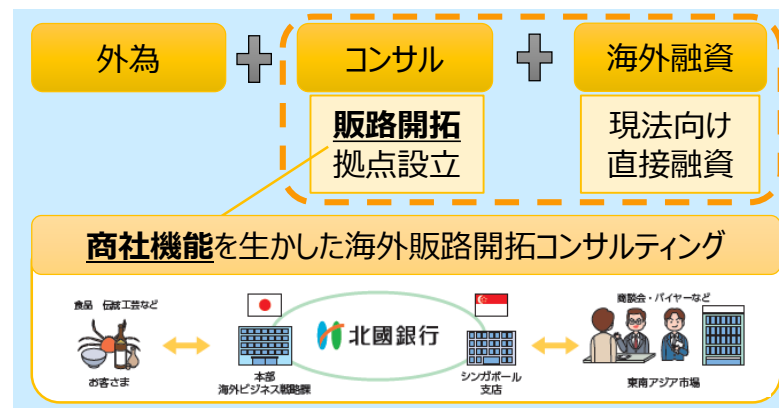 外為
コンサル
海外融資
販路開拓
拠点設立
現法向け
直接融資
商社機能を生かした海外販路開拓コンサルティング
食品 伝統工芸など
商談会・バイヤーなど
北國銀行
お客さま
本部
海外ビジネス戦略課
シンガポール
支店
東南アジア市場